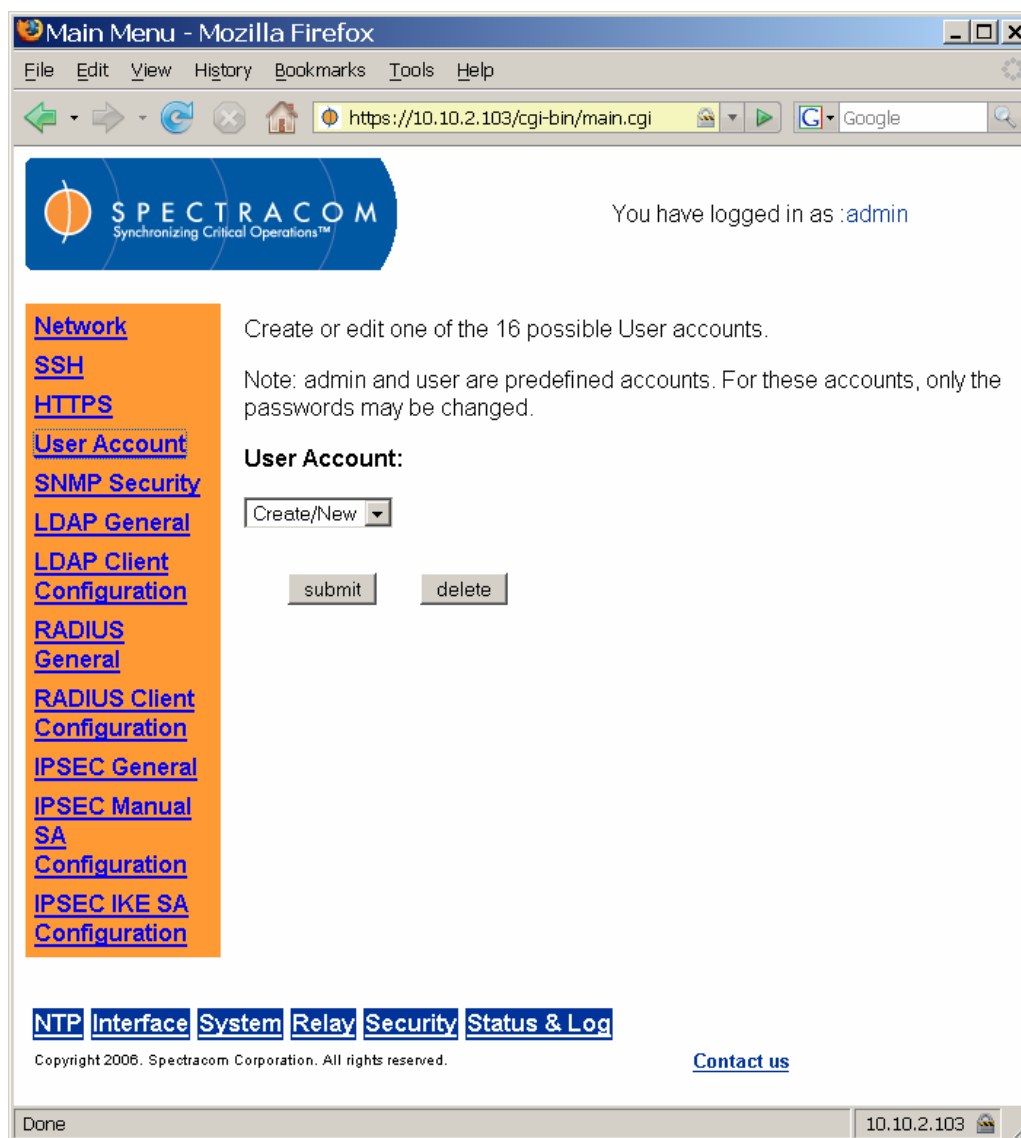 Main Menu - Mozilla Firefox
File Edit View History Bookmarks Tools Help
https://10.10.2.103/cgi-bin/main.cgi
G Google
SPECTRACOM
Synchronizing Critical Operations™
You have logged in as :admin
Network
SSH
HTTPS
User Account
SNMP Security
LDAP General
LDAP Client
Configuration
RADIUS
General
RADIUS Client
Configuration
IPSEC General
IPSEC Manual
SA
Configuration
IPSEC IKE SA
Configuration
Create or edit one of the 16 possible User accounts.
Note: admin and user are predefined accounts. For these accounts, only the
passwords may be changed.
User Account:
Create/New
submit delete
NTP Interface System Relay Security Status & Log
Copyright 2006. Spectracom Corporation. All rights reserved.
Contact us
Done
10.10.2.103